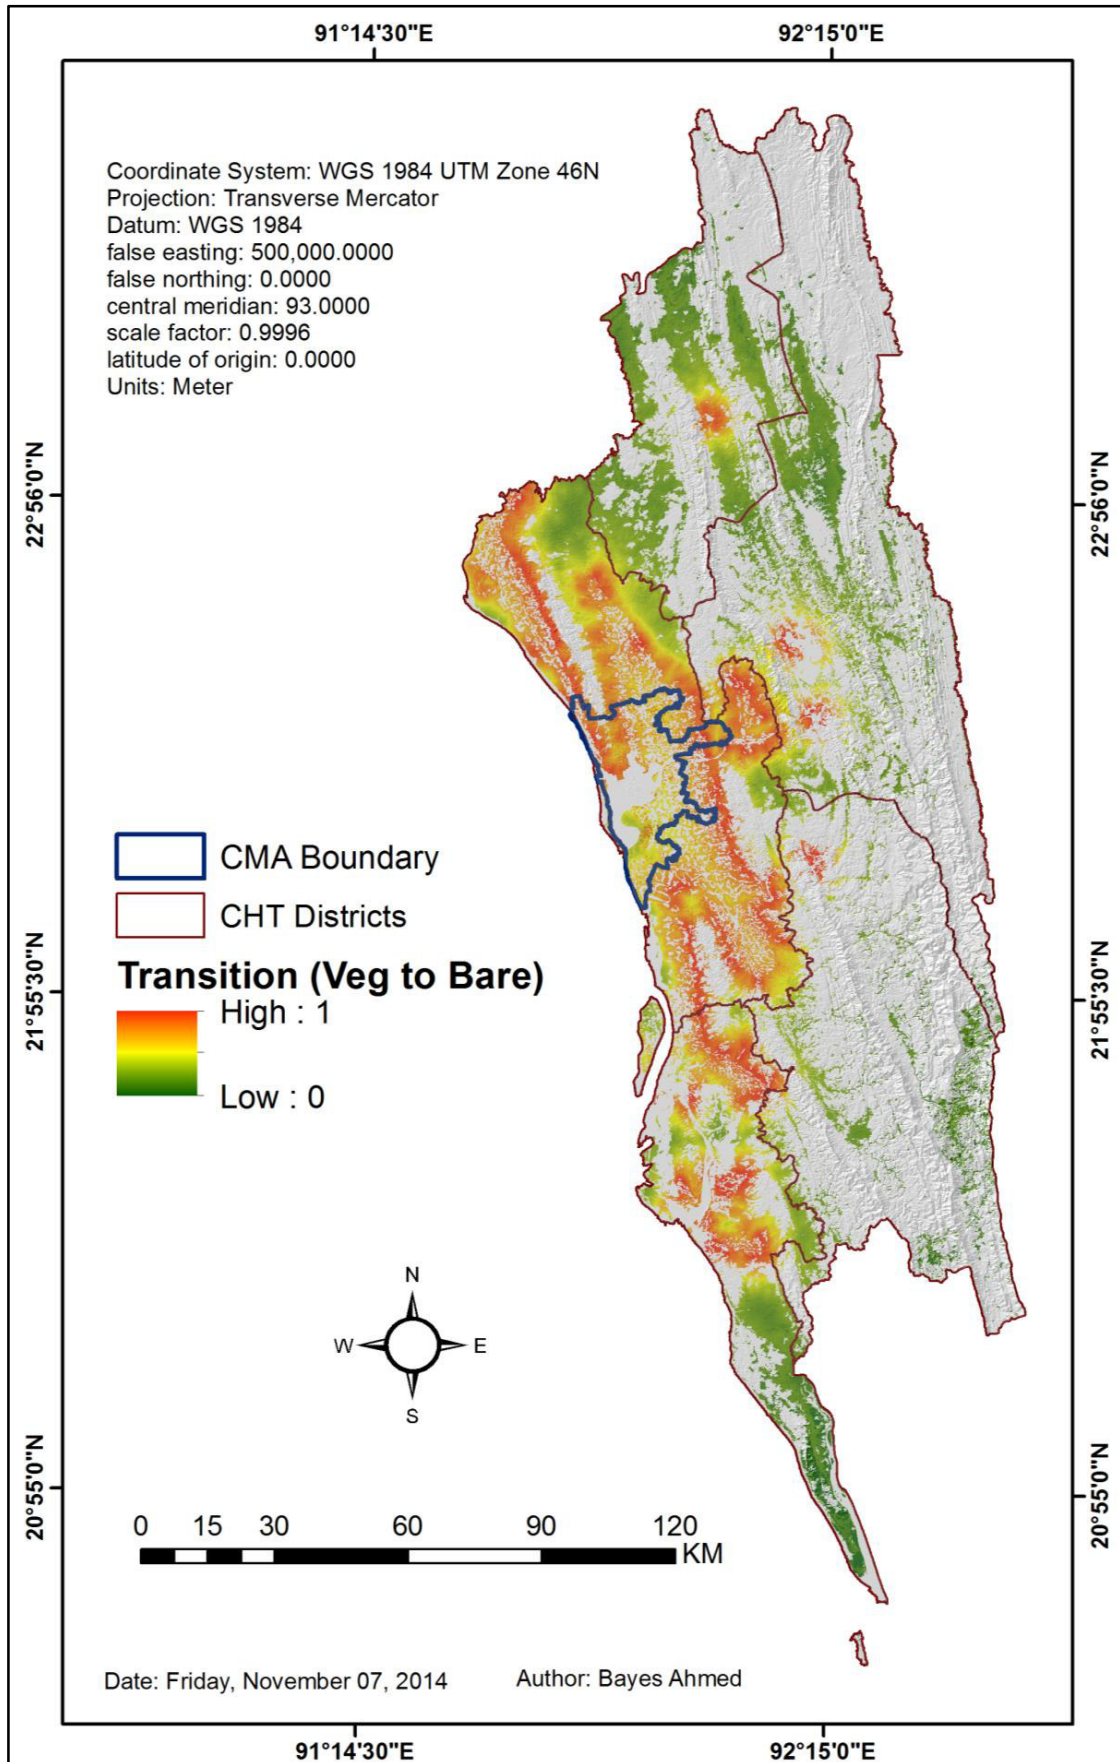 91°14'30"E
92°15'0"E
Coordinate System: WGS 1984 UTM Zone 46N
Projection: Transverse Mercator
Datum: WGS 1984
false easting: 500,000.0000
false northing: 0.0000
central meridian: 93.0000
scale factor: 0.9996
latitude of origin: 0.0000
Units: Meter
22°56'0"N
22°56'0"N
CMA Boundary
CHT Districts
Transition (Veg to Bare)
High : 1
Low : 0
21°55'30"N
21°55'30"N
N
W
E
S
20°55'0"N
20°55'0"N
0 15 30 60 90 120
KM
Date: Friday, November 07, 2014
Author: Bayes Ahmed
91°14'30"E
92°15'0"E